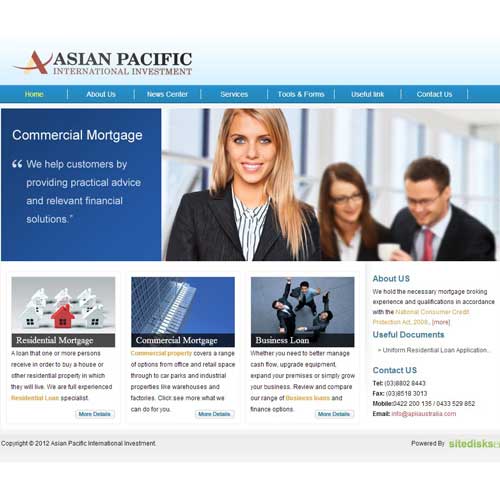 ASIAN PACIFIC
INTERNATIONAL INVESTMENT
Home
About Us
News Center
Services
Tools & Forms
Useful link
Contact Us
Commercial Mortgage
“ We help customers by
providing practical advice
and relevant financial
solutions.”
Residential Mortgage
A loan that one or more persons
receive in order to buy a house or
other residential property in which
they will live. We are full experienced
Residential Loan specialist.
More Details
Commercial Mortgage
Commercial property covers a range
of options from office and retail space
through to car parks and industrial
properties like warehouses and
factories. Click see more what we
can do for you.
More Details
Business Loan
Whether you need to better manage
cash flow, upgrade equipment,
expand your premises or simply grow
your business. Review and compare
our range of Business loans and
finance options.
More Details
About US
We hold the necessary mortgage broking
experience and qualifications in accordance
with the National Consumer Credit
Protection Act, 2009.. [more]
Useful Documents
> Uniform Residential Loan Application...
Contact US
Tel: (03)8802 8443
Fax: (03)8518 3013
Mobile:0422 200 135 / 0433 529 852
Email: info@apiiaustralia.com
Copyright © 2012 Asian Pacific International Investment.
Powered By sitedisks